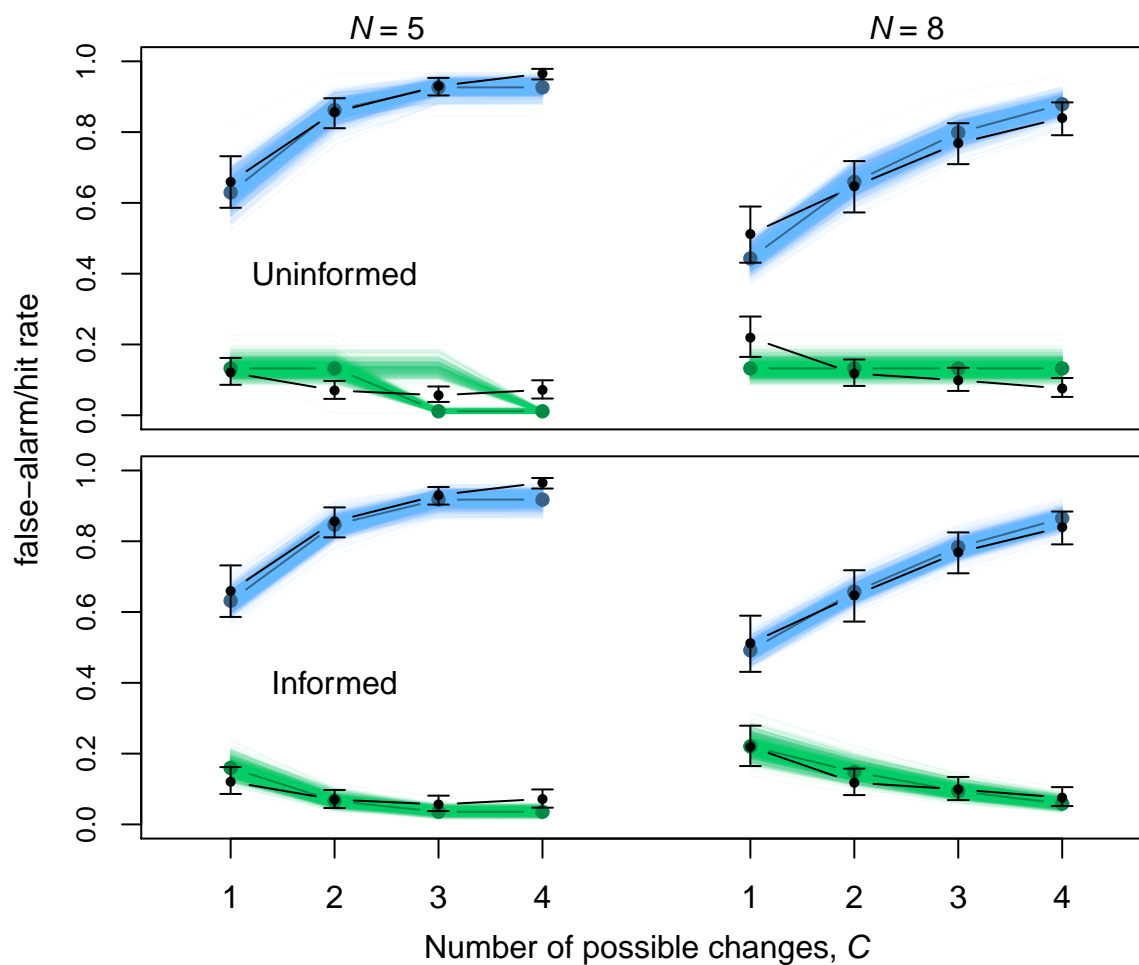 N = 5
N = 8
false−alarm/hit rate
1.0
0.8
0.6
0.4
0.2
0.0
Uninformed
1.0
0.8
0.6
0.4
0.2
0.0
Informed
1 2 3 4 1 2 3 4
Number of possible changes, C